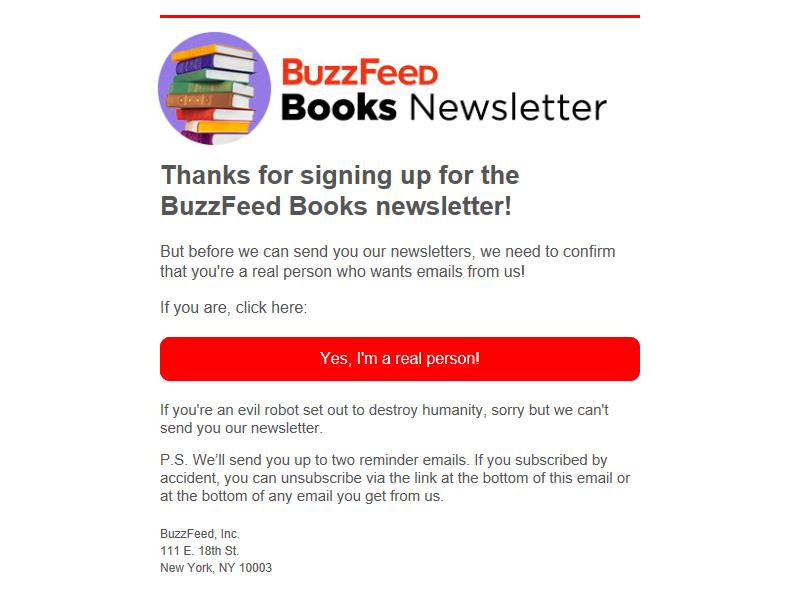 BuzzFeed
Books Newsletter
Thanks for signing up for the
BuzzFeed Books newsletter!
But before we can send you our newsletters, we need to confirm
that you're a real person who wants emails from us!
If you are, click here:
Yes, I'm a real person!
If you're an evil robot set out to destroy humanity, sorry but we can't
send you our newsletter.
P.S. We’ll send you up to two reminder emails. If you subscribed by
accident, you can unsubscribe via the link at the bottom of this email or
at the bottom of any email you get from us.
BuzzFeed, Inc.
111 E. 18th St.
New York, NY 10003